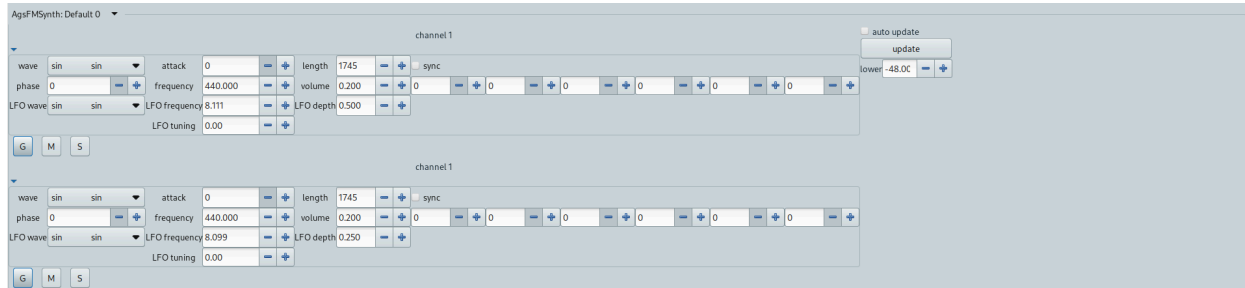 AgsFMSynth: Default 0
channel 1
auto update
update
lower -48.0
wave sin sin attack 0 length 1745 sync
phase 0 frequency 440.000 volume 0.200 0 0 0 0 0 0
LFO wave sin sin LFO frequency 8.111 LFO depth 0.500
LFO tuning 0.00
G M S
channel 1
wave sin sin attack 0 length 1745 sync
phase 0 frequency 440.000 volume 0.200 0 0 0 0 0 0
LFO wave sin sin LFO frequency 8.099 LFO depth 0.250
LFO tuning 0.00
G M S